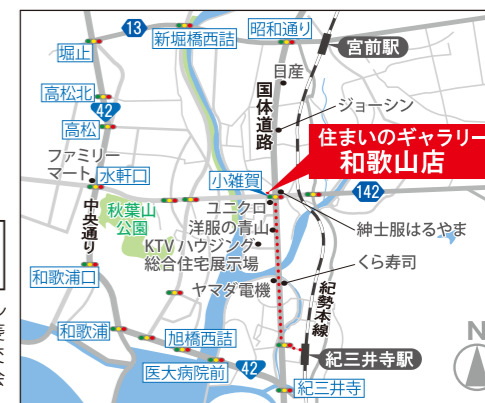 13
新堀橋西詰
昭和通り
堀止
宮前駅
日産
高松北
42
国体道路
ジョーシン
高松
住まいのギャラリー
和歌山店
ファミリー
マート
水軒口
小雑賀
142
中央通り
秋葉山
公園
ユニクロ
洋服の青山
紳士服はるやま
KTVハウジング
総合住宅展示場
くら寿司
和歌浦口
ヤマダ電機
紀勢本線
和歌浦
旭橋西詰
N
紀三井寺駅
医大病院前
42
紀三井寺